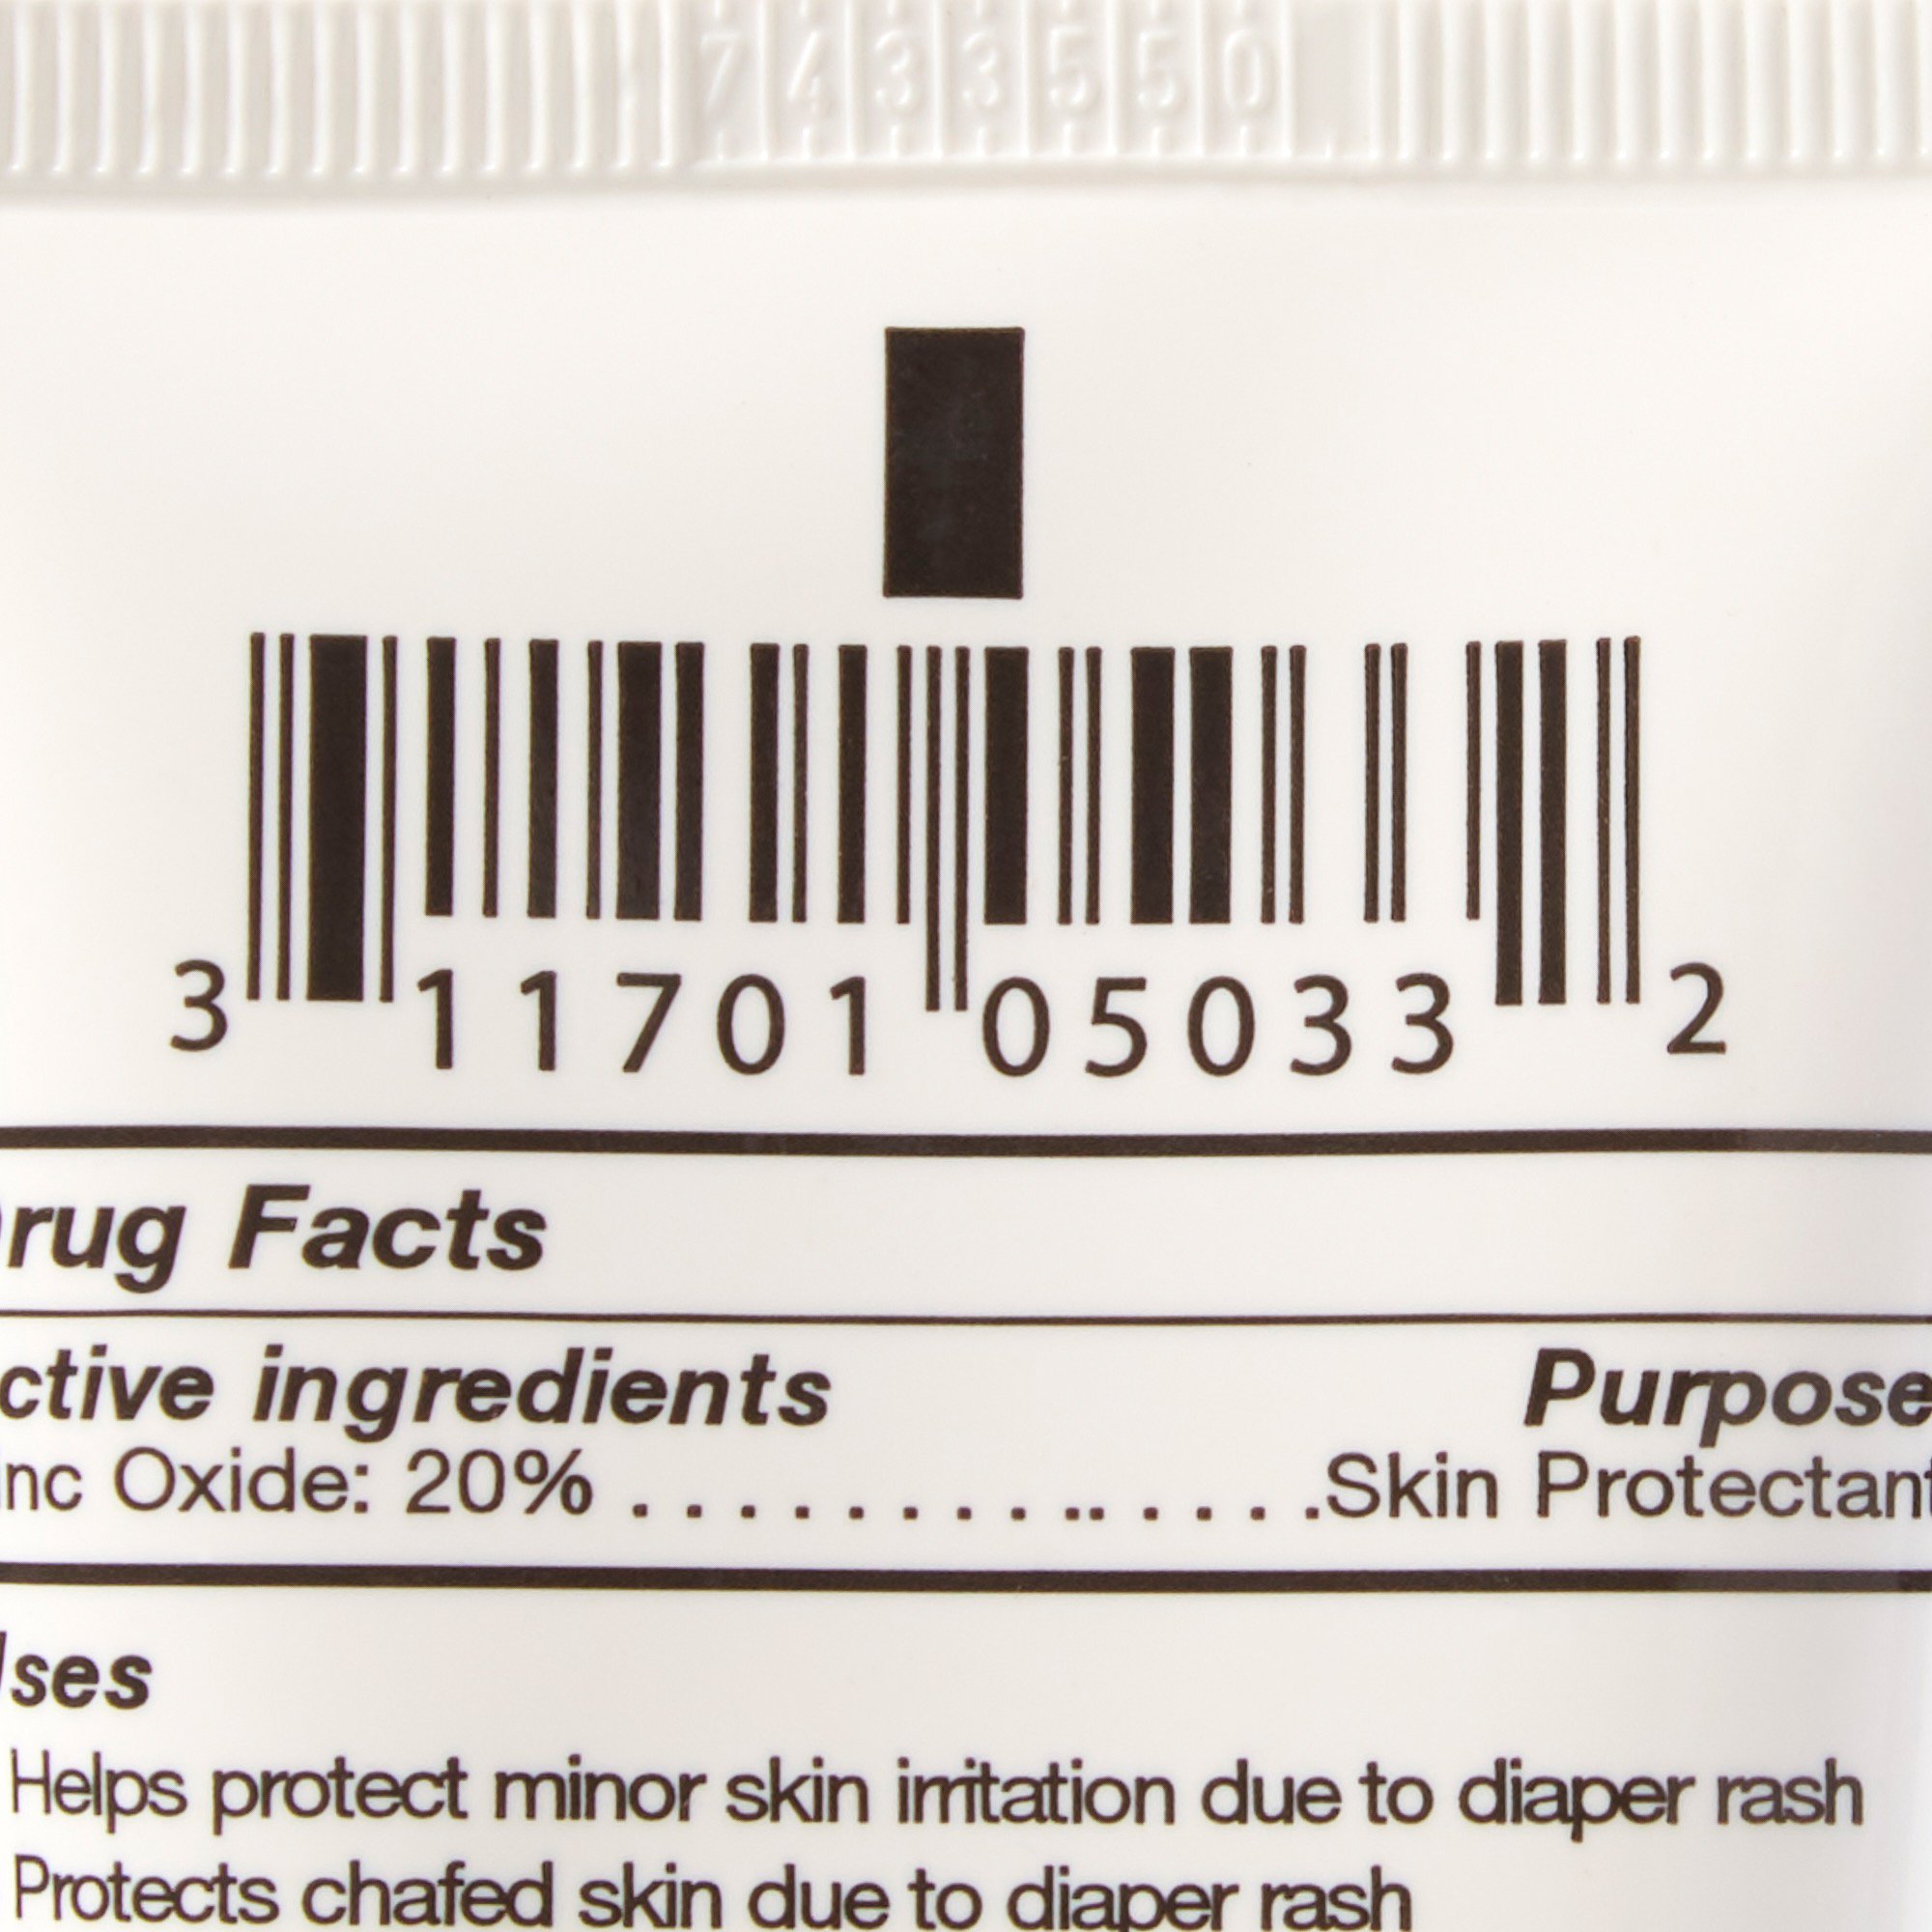 7433550
3 11701 05033 2
rug Facts
ctive ingredients Purpose
nc Oxide: 20% . . . . . . . . . .. . . . .Skin Protectant
ses
Helps protect minor skin irritation due to diaper rash
Protects chafed skin due to diaper rash